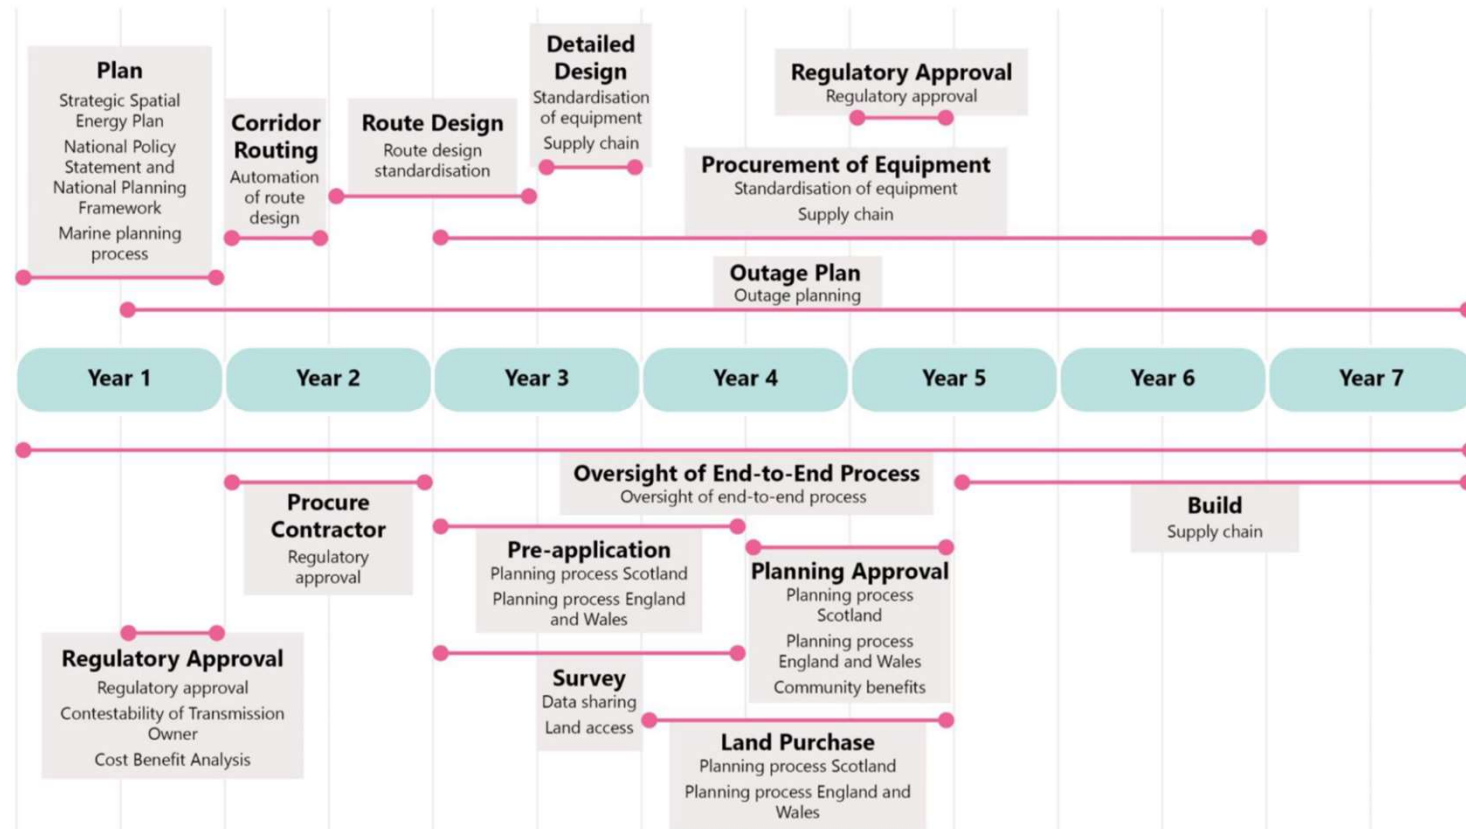 Plan
Strategic Spatial
Energy Plan
National Policy
Statement and
National Planning
Framework
Marine planning
process
Corridor
Routing
Automation
of route
design
Route Design
Route design
standardisation
Detailed
Design
Standardisation
of equipment
Supply chain
Regulatory Approval
Regulatory approval
Procurement of Equipment
Standardisation of equipment
Supply chain
Outage Plan
Outage planning
Year 1
Year 2
Year 3
Year 4
Year 5
Year 6
Year 7
Oversight of End-to-End Process
Oversight of end-to-end process
Procure
Contractor
Regulatory
approval
Pre-application
Planning process Scotland
Planning process England
and Wales
Planning Approval
Planning process
Scotland
Planning process
England and Wales
Community benefits
Build
Supply chain
Regulatory Approval
Regulatory approval
Contestability of Transmission
Owner
Cost Benefit Analysis
Survey
Data sharing
Land access
Land Purchase
Planning process Scotland
Planning process England and
Wales